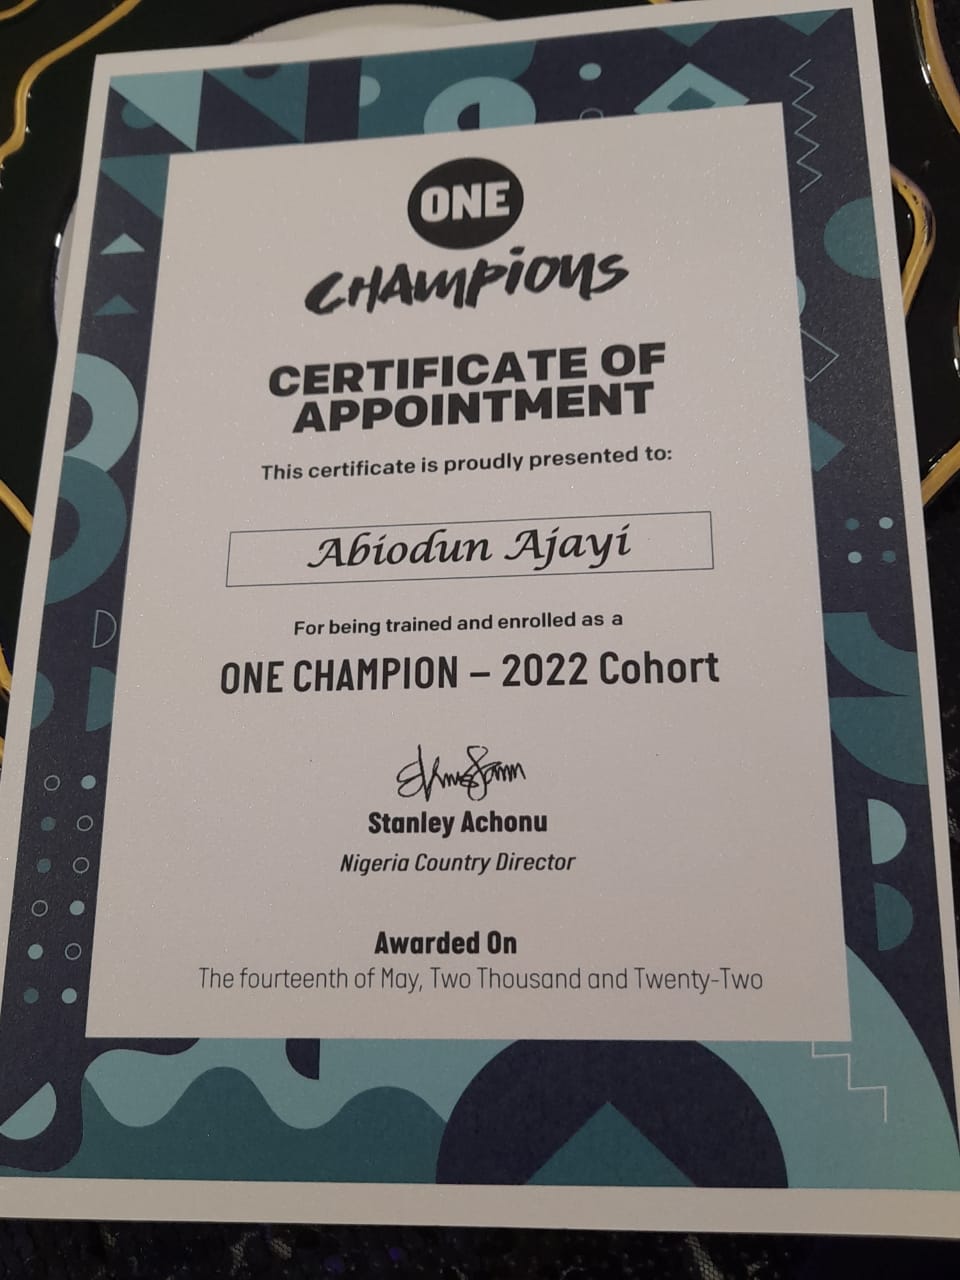 ONE
CHAMPIONS
CERTIFICATE OF
APPOINTMENT
This certificate is proudly presented to:
Abiodun Ajayi
For being trained and enrolled as a
ONE CHAMPION – 2022 Cohort
Stanley Achonu
Nigeria Country Director
Awarded On
The fourteenth of May, Two Thousand and Twenty-Two